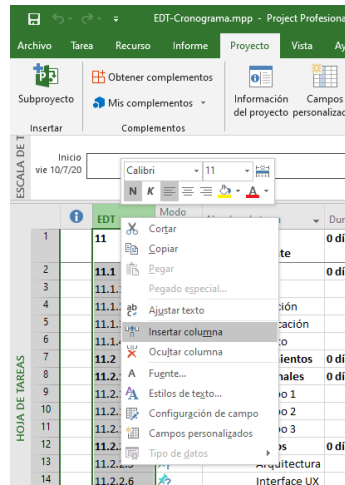 EDT-Cronograma.mpp - Project Profesiona
Archivo Tarea Recurso Informe Proyecto Vista Ay
Subproyecto
Obtener complementos
Mis complementos
Información del proyecto
Campos personaliza
Insertar Complementos
ESCALA DE T
Inicio
vie 10/7/20
Calibri 11
N K A
EDT Modo Dur
1 11 0 dí
te
2 11.1 0 dí
3 11.1.
4 11.1. ión
5 11.1. cación
6 11.1. to
7 11.2 ientos 0 dí
8 11.2. nales 0 dí
9 11.2. o 1
10 11.2. o 2
11 11.2. o 3
12 11.2. os 0 dí
13 11.2.2.5 Arquitectura
14 11.2.2.6 Interface UX
HOJA DE TAREAS
Cortar
Copiar
Pegar
Pegado especial...
Ajustar texto
Insertar columna
Ocultar columna
Fuente...
Estilos de texto...
Configuración de campo
Campos personalizados
Tipo de datos